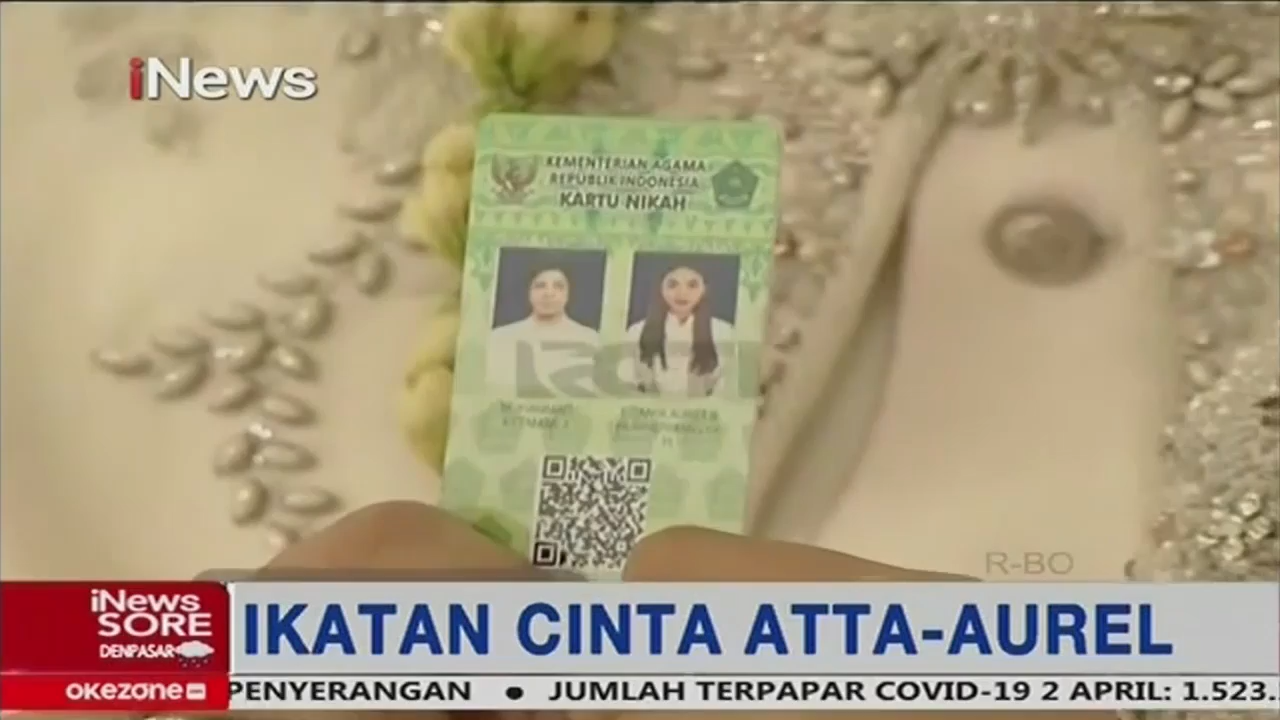 iNews
KEMENTERIAN AGAMA
REPUBLIK INDONESIA
KARTU NIKAH
RCTI
R-BO
iNews
SORE
DENPASAR
IKATAN CINTA ATTA-AUREL
okezone
PENYERANGAN • JUMLAH TERPAPAR COVID-19 2 APRIL: 1.523.